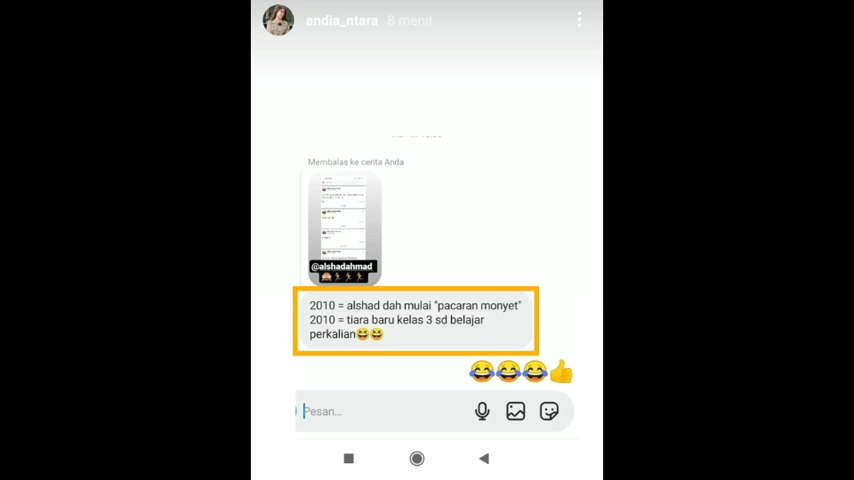 andia_ntara 8 menit
Membalas ke cerita Anda
@alshadahmad
2010 = alshad dah mulai "pacaran monyet"
2010 = tiara baru kelas 3 sd belajar
perkalian😆😆
😂😂😂👍
Pesan...